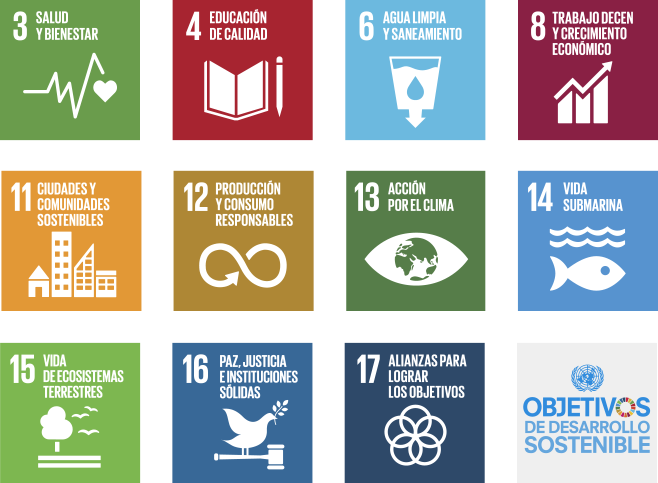 3 SALUD
Y BIENESTAR
4 EDUCACIÓN
DE CALIDAD
6 AGUA LIMPIA
Y SANEAMIENTO
8 TRABAJO DECEN
Y CRECIMIENTO
ECONÓMICO
11 CIUDADES Y
COMUNIDADES
SOSTENIBLES
12 PRODUCCIÓN
Y CONSUMO
RESPONSABLES
13 ACCIÓN
POR EL CLIMA
14 VIDA
SUBMARINA
15 VIDA
DE ECOSISTEMAS
TERRESTRES
16 PAZ, JUSTICIA
E INSTITUCIONES
SÓLIDAS
17 ALIANZAS PARA
LOGRAR
LOS OBJETIVOS
OBJETIVOS
DE DESARROLLO
SOSTENIBLE